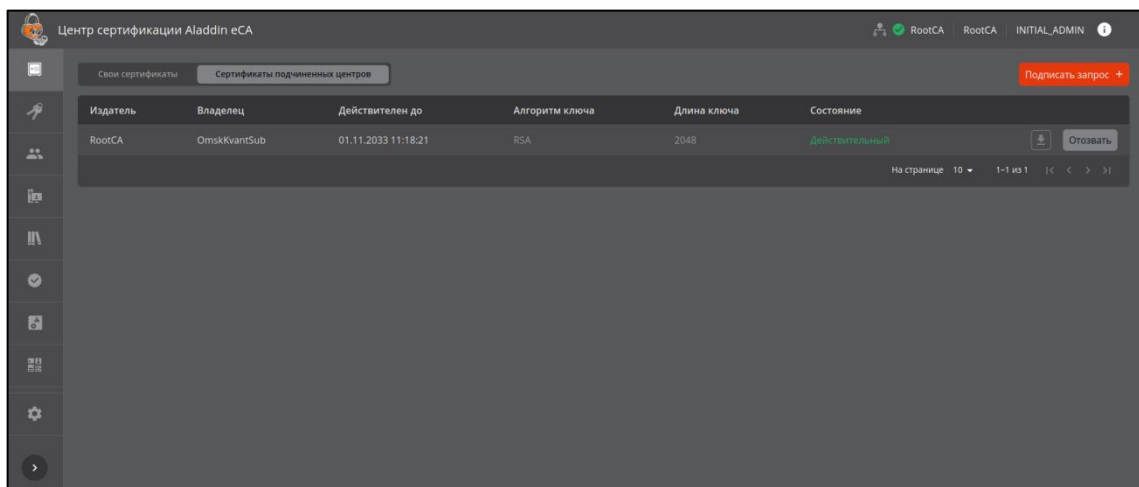 Центр сертификации Aladdin eCA RootCA RootCA INITIAL_ADMIN
Свои сертификаты Сертификаты подчиненных центров Подписать запрос +
Издатель Владелец Действителен до Алгоритм ключа Длина ключа Состояние
RootCA OmskKvantSub 01.11.2033 11:18:21 RSA 2048 Действительный Отозвать
На странице 10 1-1 из 1